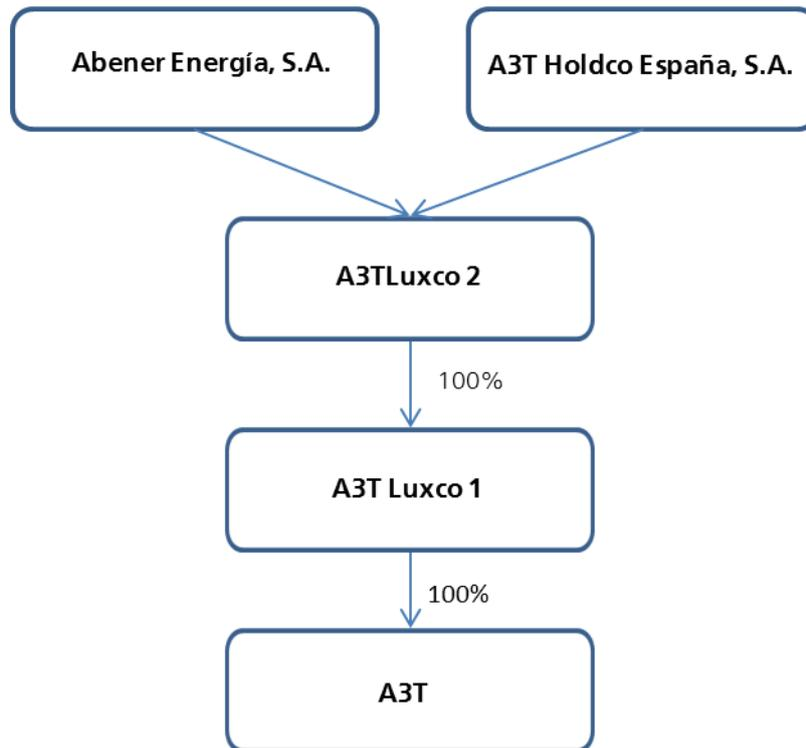 Abener Energía, S.A.
A3T Holdco España, S.A.
A3TLuxco 2
100%
A3T Luxco 1
100%
A3T